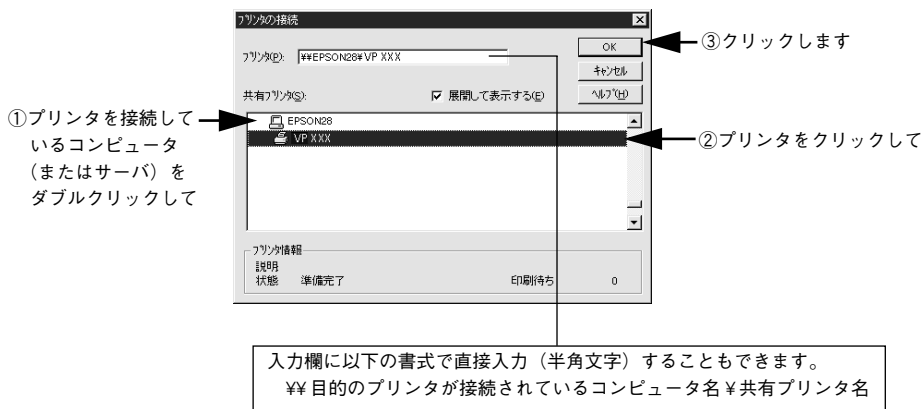 プリンタの接続
プリンタ(P): ¥¥EPSON28¥VP XXX
OK
キャンセル
ヘルプ(H)
共有プリンタ(S):
展開して表示する(E)
EPSON28
VP XXX
プリンタ情報
説明
状態 準備完了 印刷待ち 0
①プリンタを接続して
いるコンピュータ
(またはサーバ)を
ダブルクリックして
②プリンタをクリックして
③クリックします
入力欄に以下の書式で直接入力(半角文字)することもできます。
¥¥目的のプリンタが接続されているコンピュータ名¥共有プリンタ名